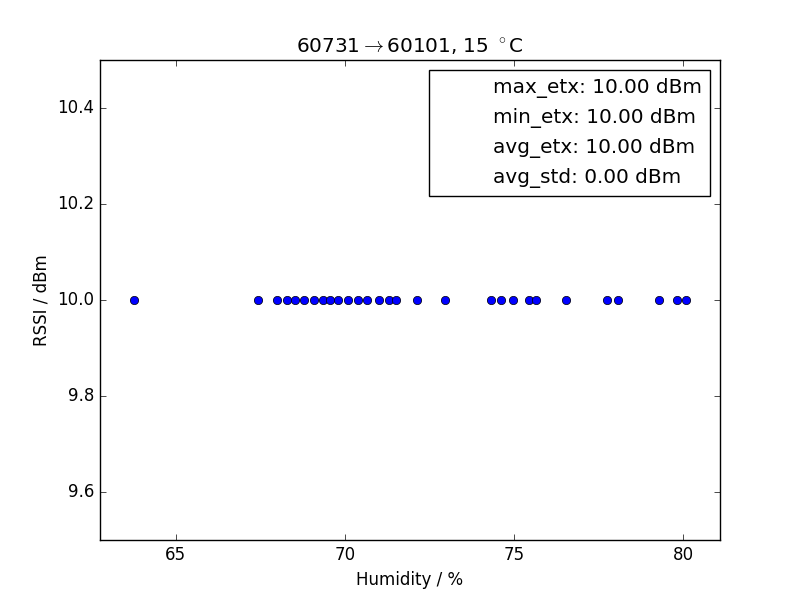 60731→60101, 15 °C
max_etx: 10.00 dBm
min_etx: 10.00 dBm
avg_etx: 10.00 dBm
avg_std: 0.00 dBm
RSSI / dBm
10.4
10.2
10.0
9.8
9.6
65 70 75 80
Humidity / %